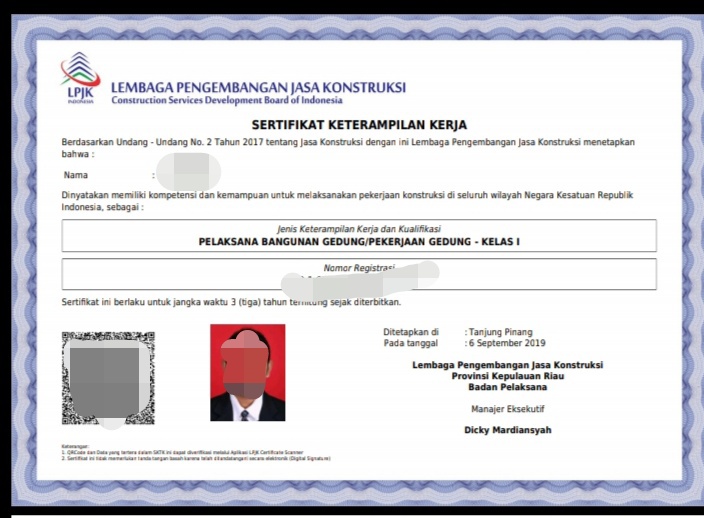 LPJK
INDONESIA
LEMBAGA PENGEMBANGAN JASA KONSTRUKSI
Construction Services Development Board of Indonesia
SERTIFIKAT KETERAMPILAN KERJA
Berdasarkan Undang - Undang No. 2 Tahun 2017 tentang Jasa Konstruksi dengan ini Lembaga Pengembangan Jasa Konstruksi menetapkan
bahwa :
Nama :
Dinyatakan memiliki kompetensi dan kemampuan untuk melaksanakan pekerjaan konstruksi di seluruh wilayah Negara Kesatuan Republik
Indonesia, sebagai :
Jenis Keterampilan Kerja dan Kualifikasi
PELAKSANA BANGUNAN GEDUNG/PEKERJAAN GEDUNG - KELAS I
Nomor Registrasi
Sertifikat ini berlaku untuk jangka waktu 3 (tiga) tahun terhitung sejak diterbitkan.
Ditetapkan di : Tanjung Pinang
Pada tanggal : 6 September 2019
Lembaga Pengembangan Jasa Konstruksi
Provinsi Kepulauan Riau
Badan Pelaksana
Manajer Eksekutif
Dicky Mardiansyah
Keterangan:
1. QRCode dan Data yang tertera dalam SKTK ini dapat diverifikasi melalui Aplikasi LPJK Certificate Scanner
2. Sertifikat ini tidak memerlukan tanda tangan basah karena telah ditandatangani secara elektronik (Digital Signature)